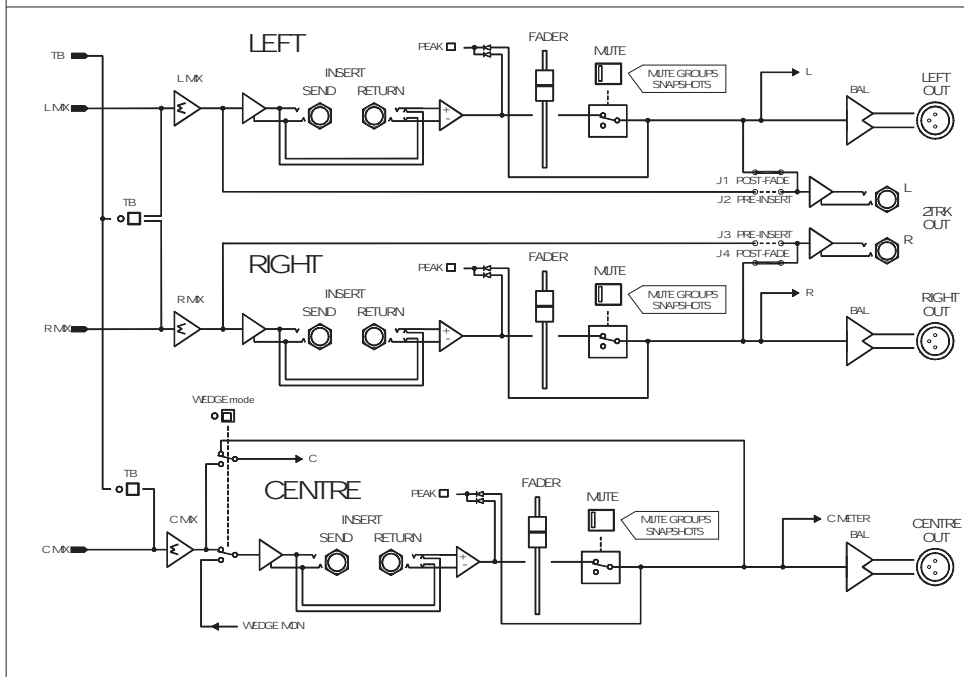 LEFT
TB
PEAK
FADER
MUTE
MUTE GROUPS
SNAPSHOTS
L
LEFT
OUT
L MIX
L MIX
INSERT
SEND
RETURN
+
-
BAL
J1 POST-FADE
J2 PRE-INSERT
L
TB
2TRK
OUT
J3 PRE-INSERT
J4 POST-FADE
R
RIGHT
PEAK
FADER
MUTE
MUTE GROUPS
SNAPSHOTS
R
RIGHT
OUT
R MIX
R MIX
INSERT
SEND
RETURN
+
-
BAL
WEDGE mode
C
TB
CENTRE
PEAK
FADER
MUTE
MUTE GROUPS
SNAPSHOTS
C METER
CENTRE
OUT
C MIX
C MIX
INSERT
SEND
RETURN
+
-
BAL
WEDGE MON